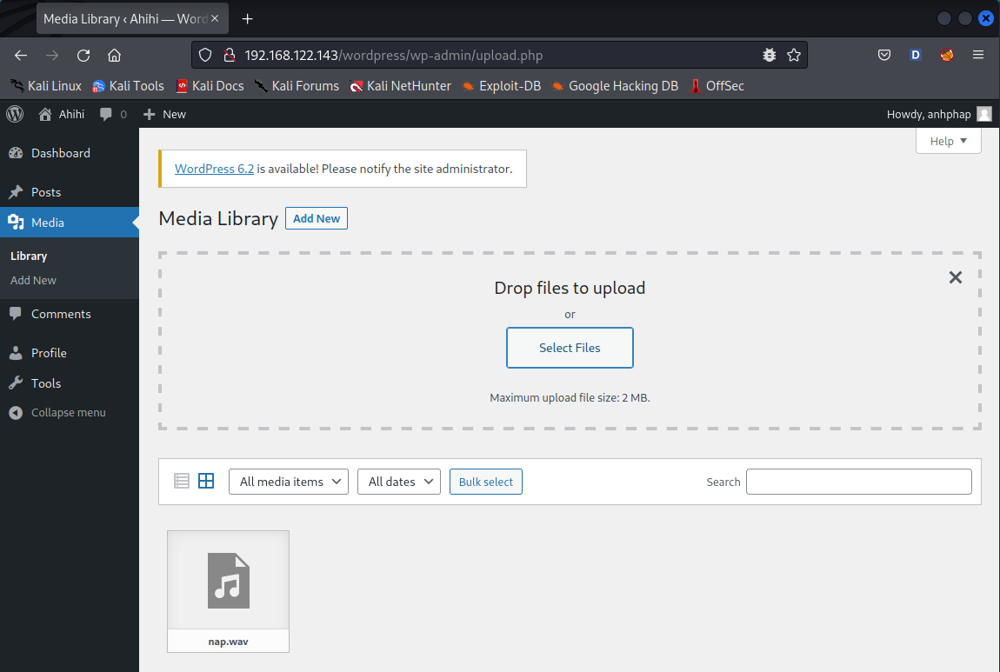 Media Library ‹ Ahihi — Word
192.168.122.143/wordpress/wp-admin/upload.php
Kali Linux Kali Tools Kali Docs Kali Forums Kali NetHunter Exploit-DB Google Hacking DB OffSec
Ahihi 0 New Howdy, anhphap
Help
Dashboard
Posts
Media
Library
Add New
Comments
Profile
Tools
Collapse menu
WordPress 6.2 is available! Please notify the site administrator.
Media Library Add New
Drop files to upload
or
Select Files
Maximum upload file size: 2 MB.
All media items All dates Bulk select Search
nap.wav